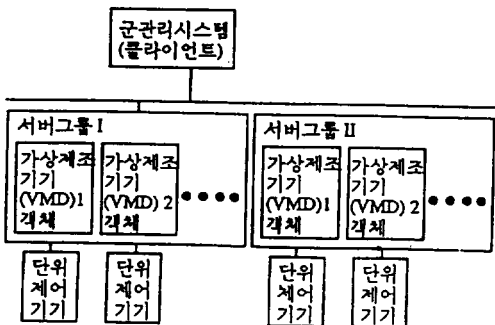 군관리시스템
(클라이언트)
서버그룹 I
가상제조
기기
(VMD)1
객체
가상제조
기기
(VMD) 2
객체
서버그룹 II
가상제조
기기
(VMD)1
객체
가상제조
기기
(VMD) 2
객체
단위
제어
기기
단위
제어
기기
단위
제어
기기
단위
제어
기기